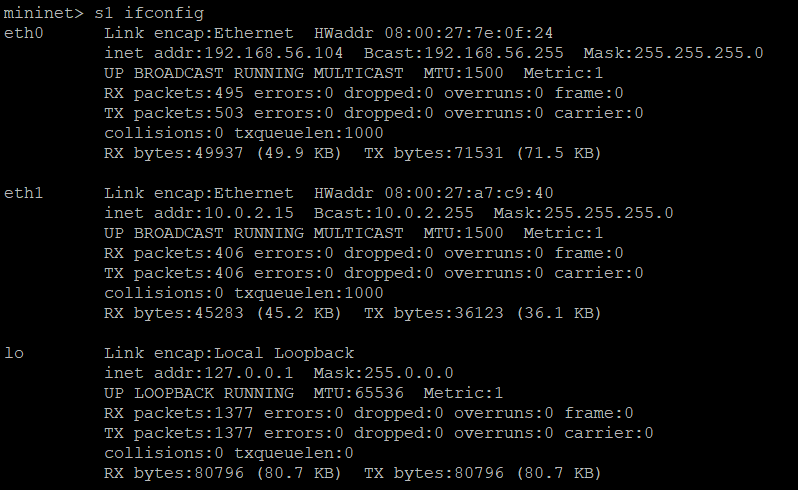 mininet> s1 ifconfig
eth0      Link encap:Ethernet  HWaddr 08:00:27:7e:0f:24
          inet addr:192.168.56.104  Bcast:192.168.56.255  Mask:255.255.255.0
          UP BROADCAST RUNNING MULTICAST  MTU:1500  Metric:1
          RX packets:495 errors:0 dropped:0 overruns:0 frame:0
          TX packets:503 errors:0 dropped:0 overruns:0 carrier:0
          collisions:0 txqueuelen:1000
          RX bytes:49937 (49.9 KB)  TX bytes:71531 (71.5 KB)

eth1      Link encap:Ethernet  HWaddr 08:00:27:a7:c9:40
          inet addr:10.0.2.15  Bcast:10.0.2.255  Mask:255.255.255.0
          UP BROADCAST RUNNING MULTICAST  MTU:1500  Metric:1
          RX packets:406 errors:0 dropped:0 overruns:0 frame:0
          TX packets:406 errors:0 dropped:0 overruns:0 carrier:0
          collisions:0 txqueuelen:1000
          RX bytes:45283 (45.2 KB)  TX bytes:36123 (36.1 KB)

lo        Link encap:Local Loopback
          inet addr:127.0.0.1  Mask:255.0.0.0
          UP LOOPBACK RUNNING  MTU:65536  Metric:1
          RX packets:1377 errors:0 dropped:0 overruns:0 frame:0
          TX packets:1377 errors:0 dropped:0 overruns:0 carrier:0
          collisions:0 txqueuelen:0
          RX bytes:80796 (80.7 KB)  TX bytes:80796 (80.7 KB)